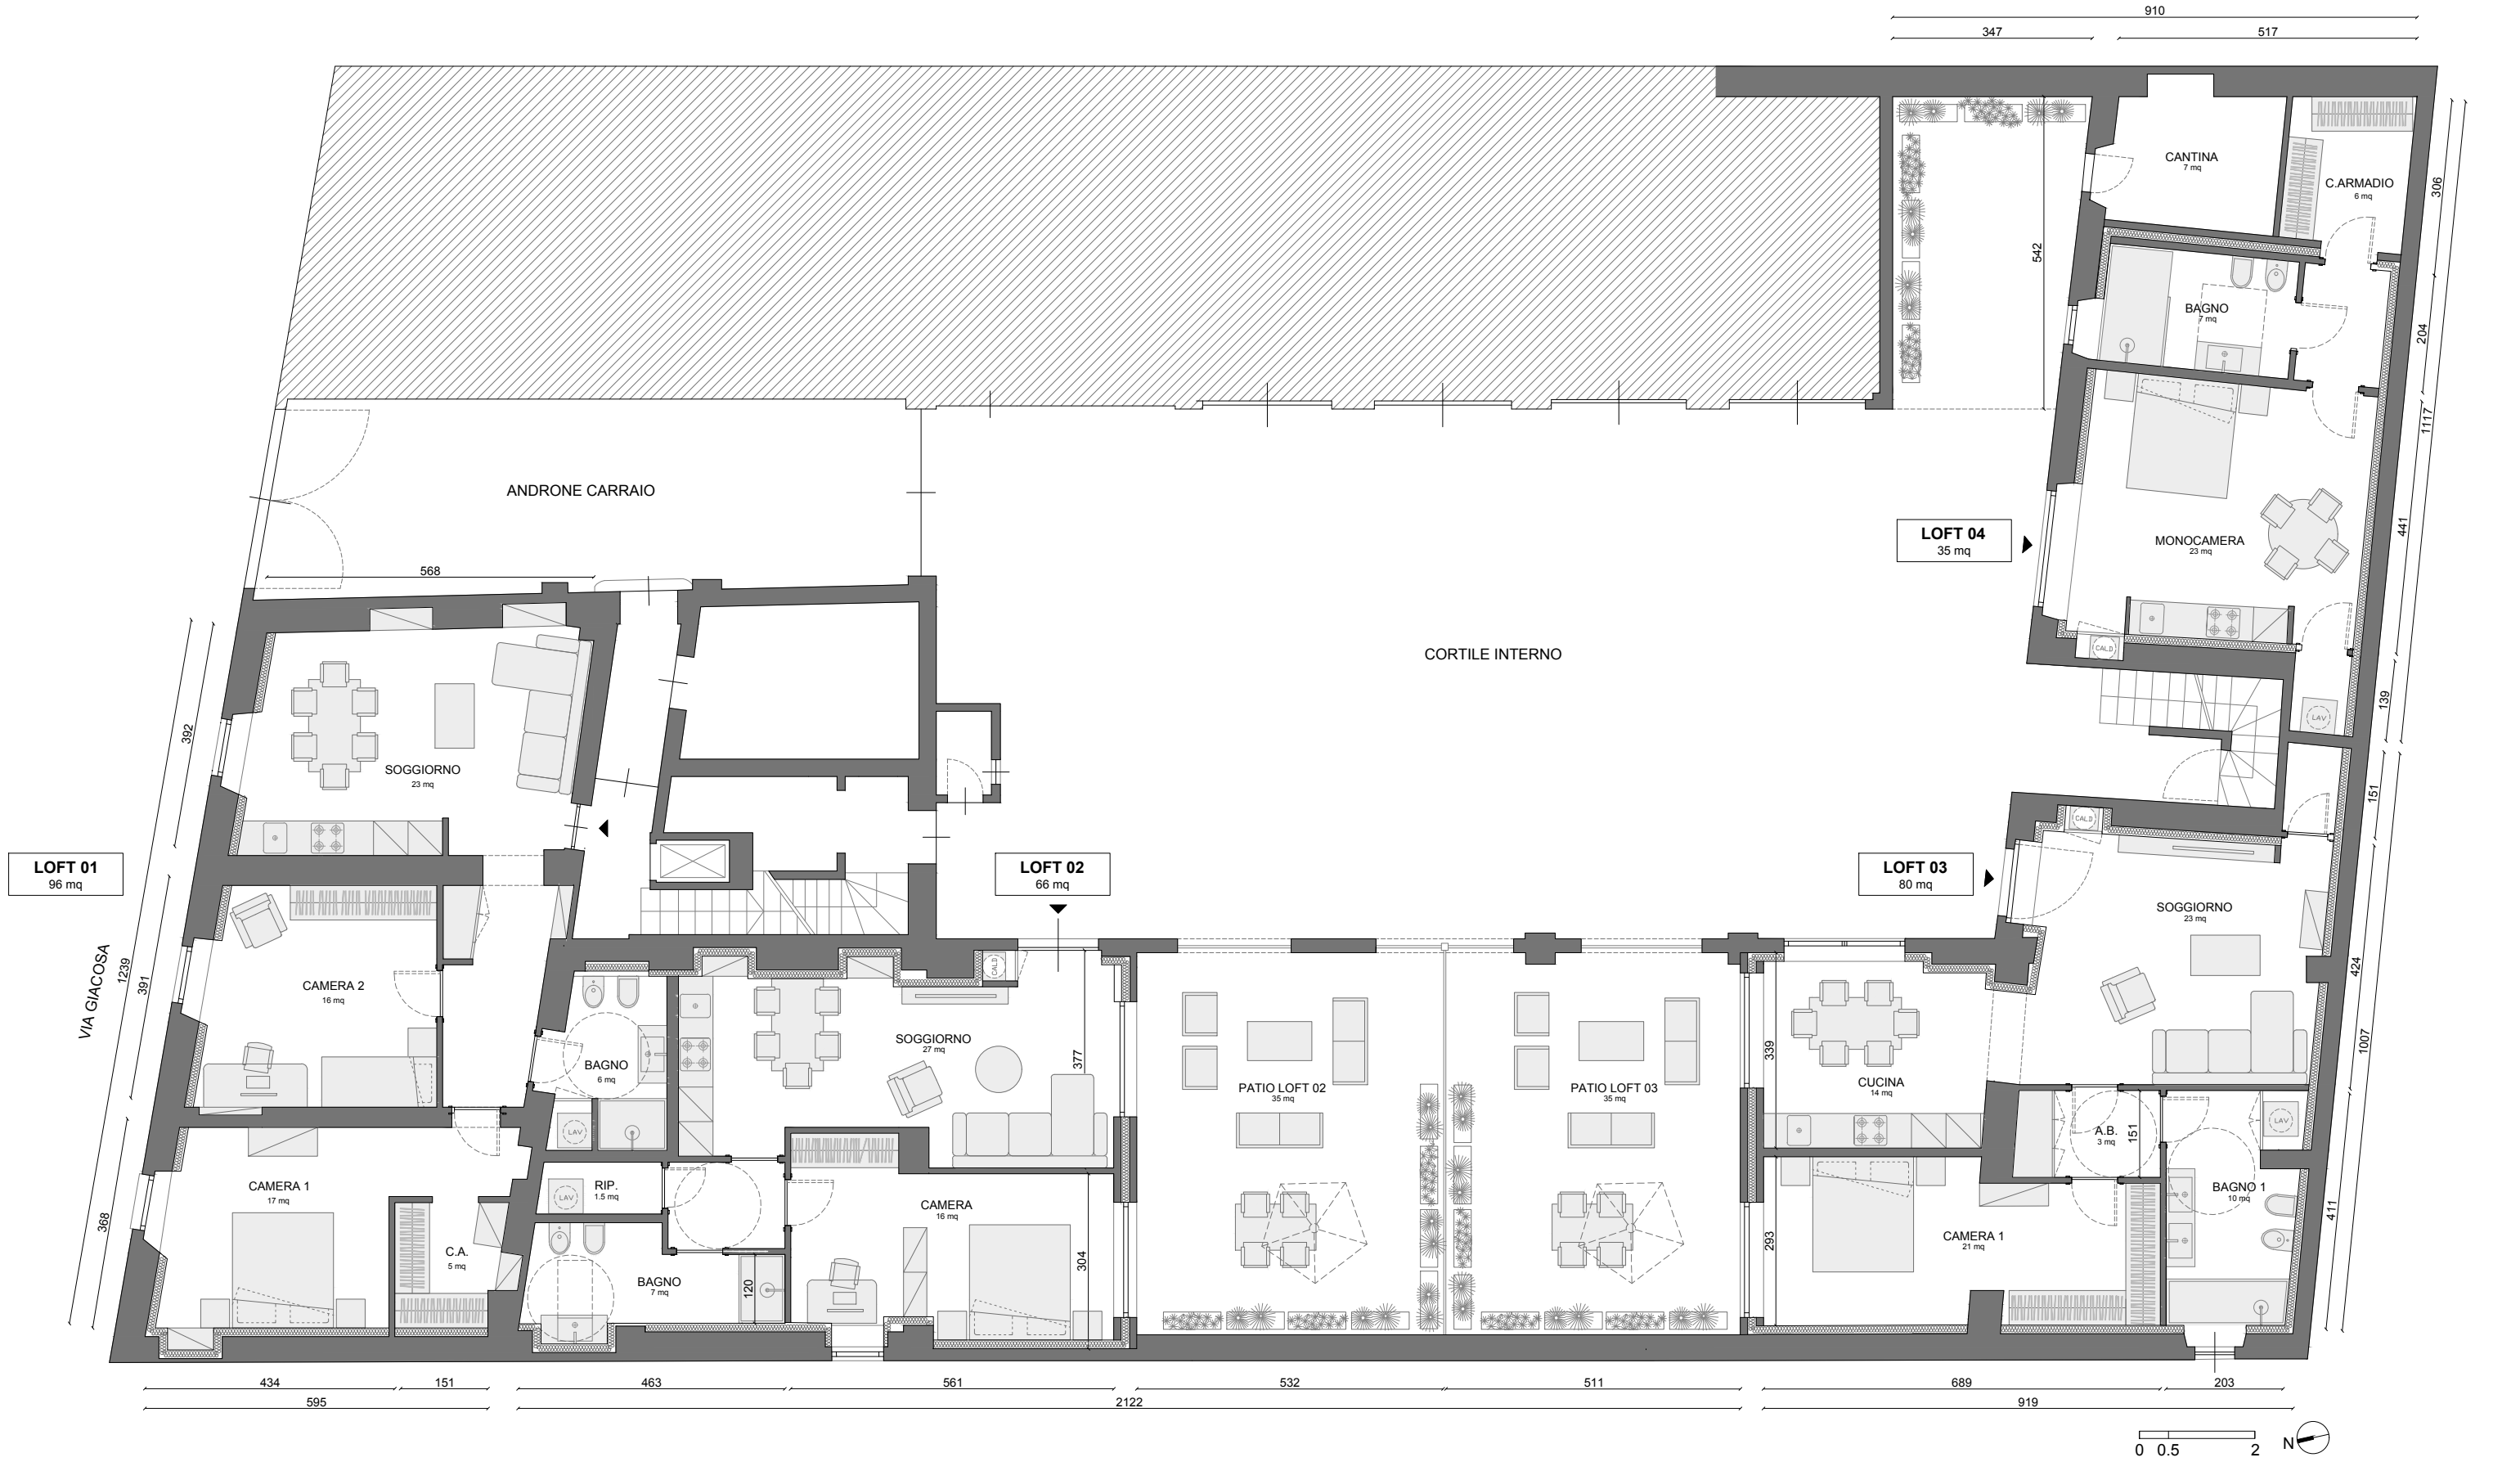 910
347
517
CANTINA
7 mq
C.ARMADIO
6 mq
306
542
BAGNO
7 mq
204
1117
ANDRONE CARRAIO
LOFT 04
35 mq
MONOCAMERA
23 mq
441
568
CORTILE INTERNO
CALD
139
LAV
392
SOGGIORNO
23 mq
151
CALD
LOFT 01
96 mq
LOFT 02
66 mq
LOFT 03
80 mq
SOGGIORNO
23 mq
VIA GIACOSA
1239
391
CAMERA 2
16 mq
CALD
424
SOGGIORNO
27 mq
377
339
1007
BAGNO
6 mq
PATIO LOFT 02
35 mq
PATIO LOFT 03
35 mq
CUCINA
14 mq
LAV
LAV
A.B.
3 mq
151
CAMERA 1
17 mq
RIP.
1.5 mq
LAV
CAMERA
16 mq
BAGNO 1
10 mq
368
411
C.A.
5 mq
CAMERA 1
21 mq
293
304
BAGNO
7 mq
120
434
151
463
561
532
511
689
203
595
2122
919
0 0.5 2
N